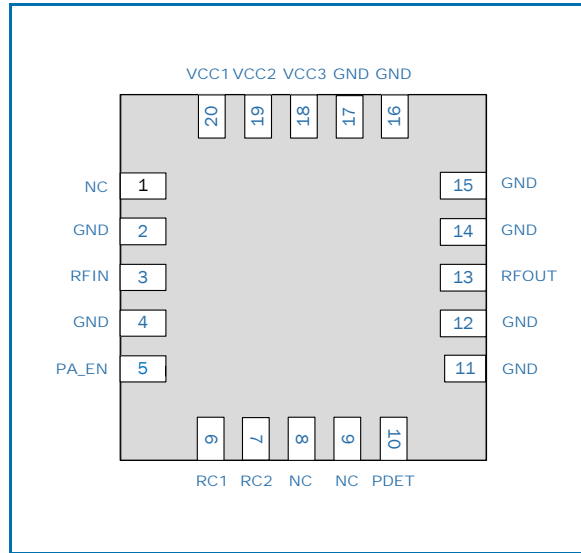 VCC1 VCC2 VCC3 GND GND
20 19 18 17 16
NC 1 15 GND
GND 2 14 GND
RFIN 3 13 RFOUT
GND 4 12 GND
PA_EN 5 11 GND
6 7 8 9 10
RC1 RC2 NC NC PDET